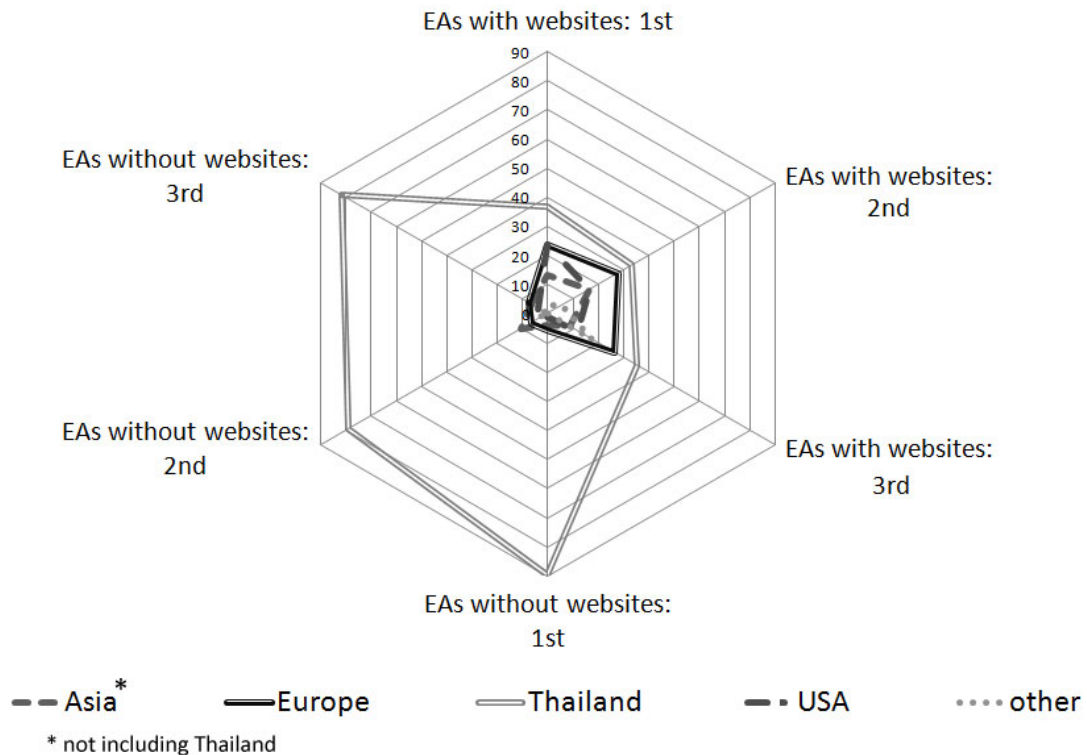 EAs with websites: 1st
90
80
70
60
50
40
30
20
10
0
EAs without websites:
3rd
EAs with websites:
2nd
EAs without websites:
2nd
EAs with websites:
3rd
EAs without websites:
1st
Asia* Europe Thailand USA other
* not including Thailand